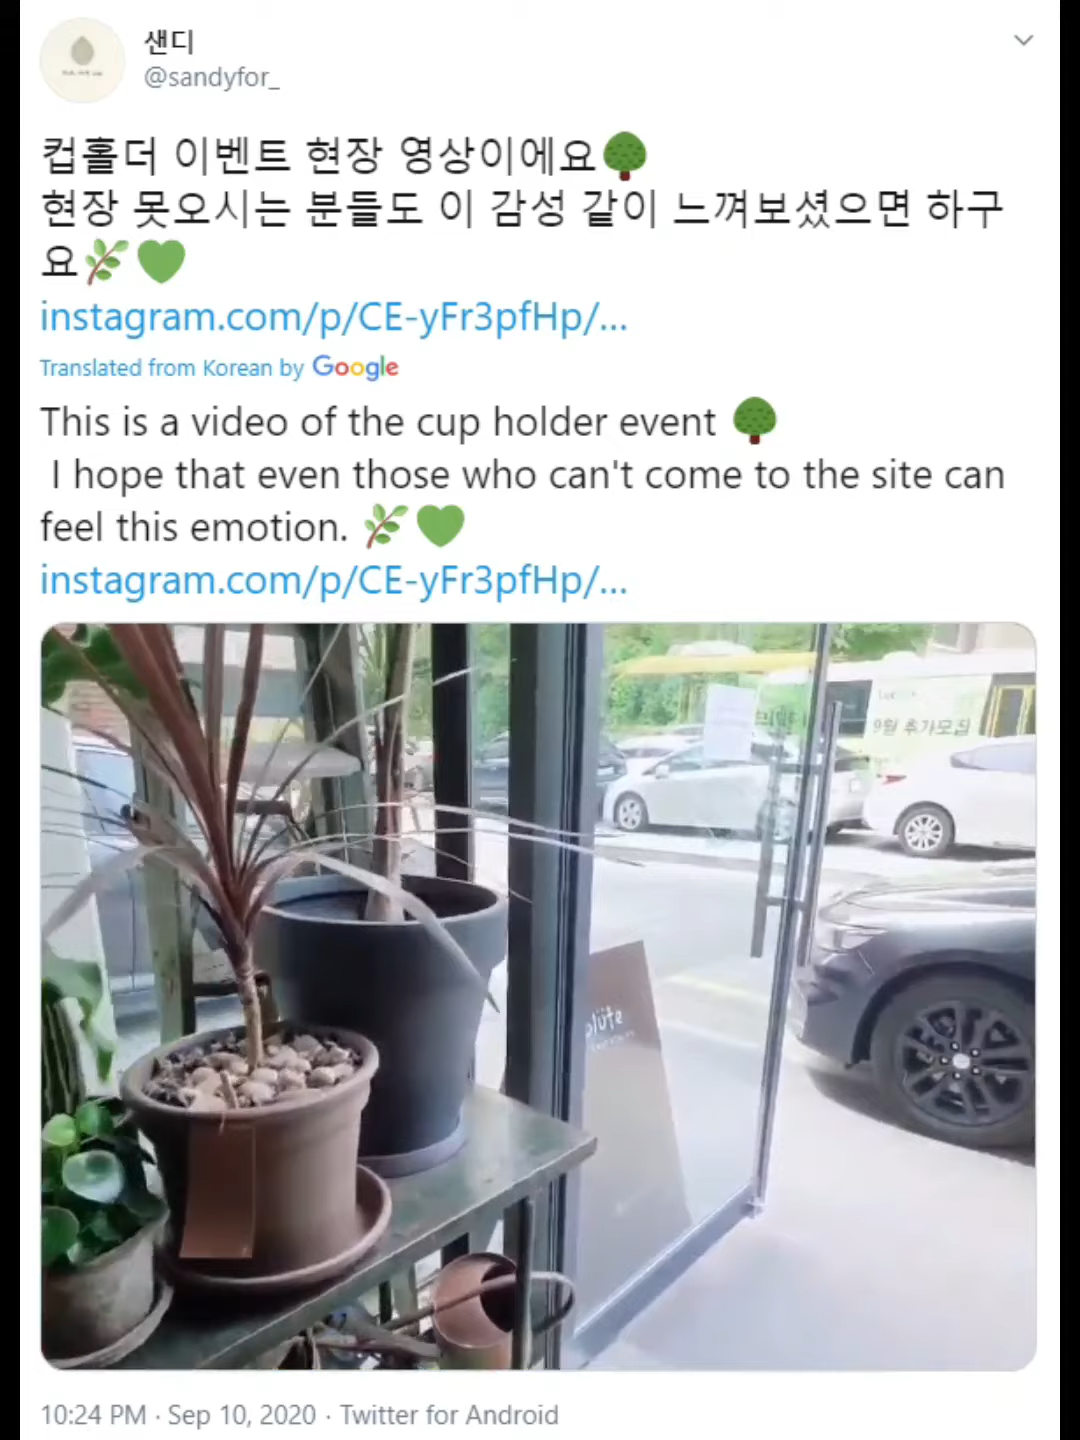 샌디
@sandyfor_
컵홀더 이벤트 현장 영상이에요🌳
현장 못오시는 분들도 이 감성 같이 느껴보셨으면 하구
요🌿💚
instagram.com/p/CE-yFr3pfHp/...
Translated from Korean by Google
This is a video of the cup holder event 🌳
I hope that even those who can't come to the site can
feel this emotion. 🌿💚
instagram.com/p/CE-yFr3pfHp/...
9월 추가모집
10:24 PM · Sep 10, 2020 · Twitter for Android